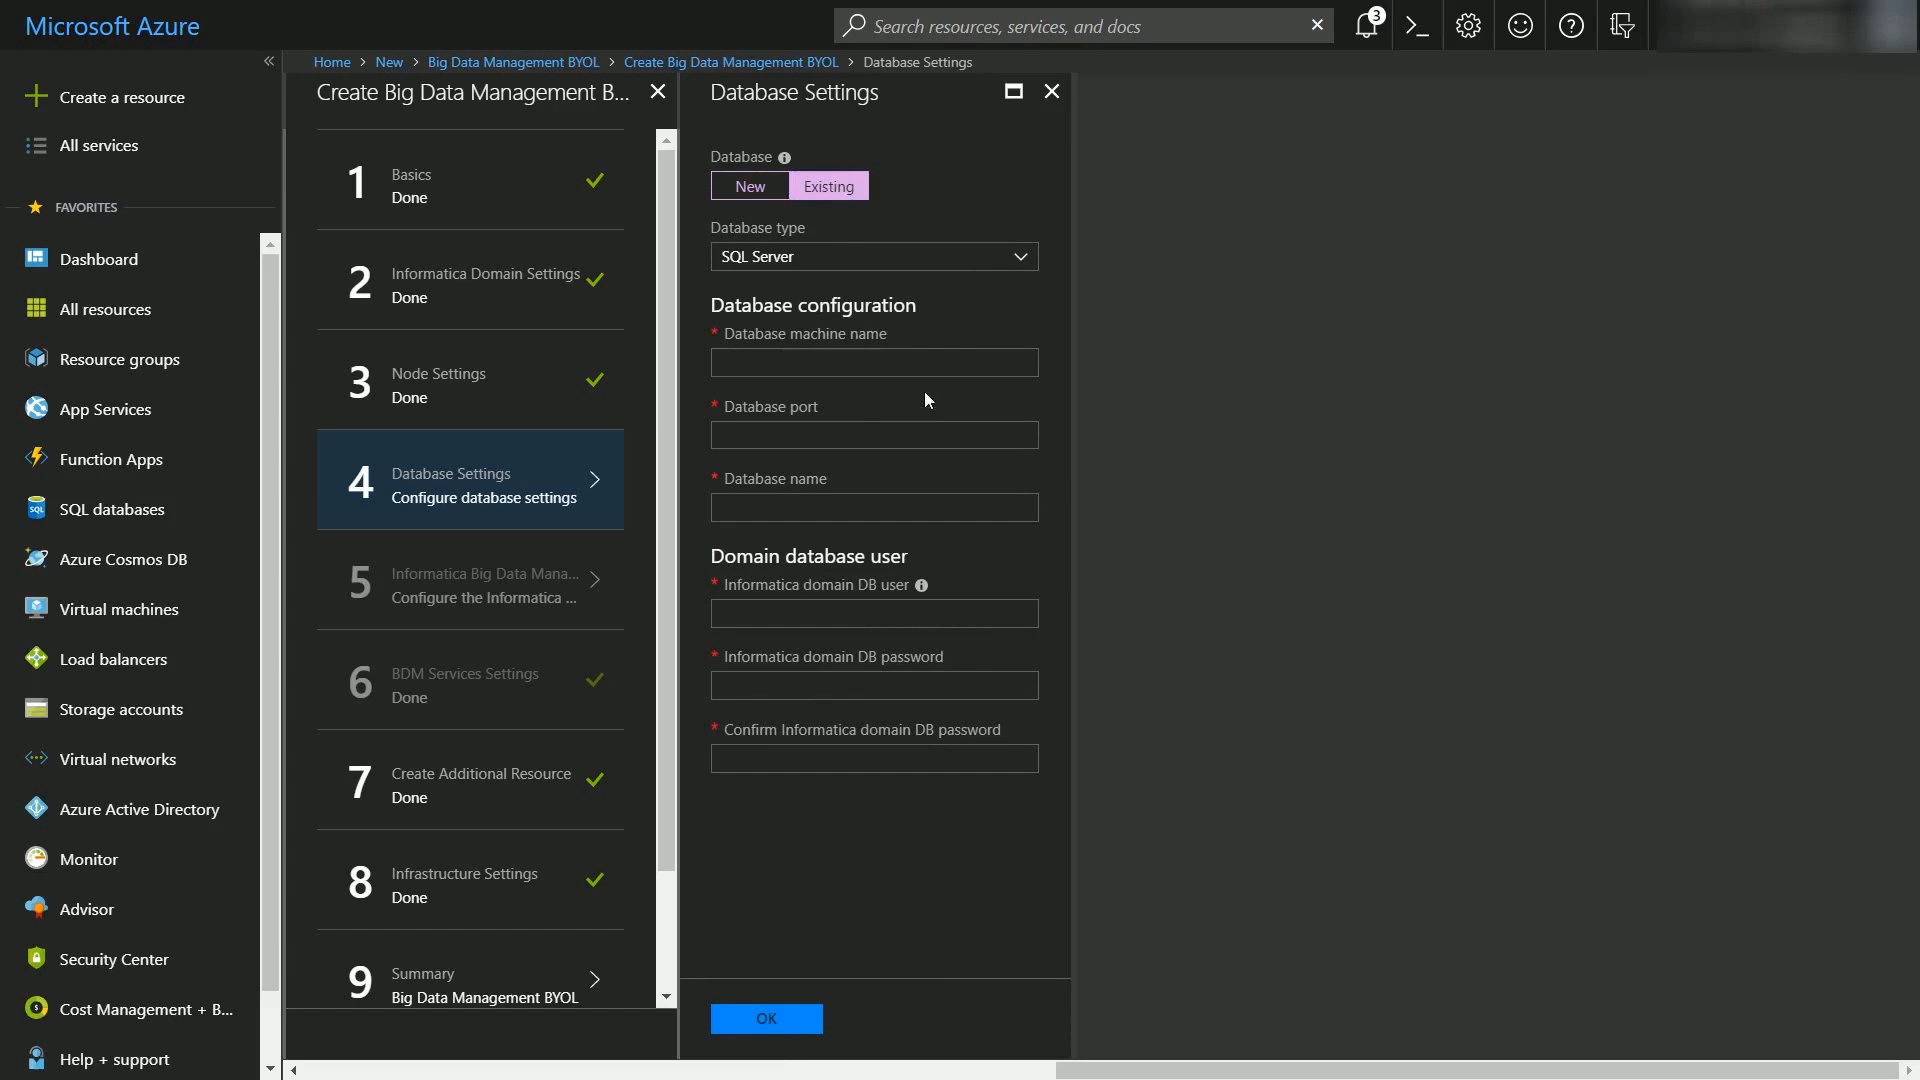 Microsoft Azure
Search resources, services, and docs
3
Home > New > Big Data Management BYOL > Create Big Data Management BYOL > Database Settings
Create a resource
All services
FAVORITES
Dashboard
All resources
Resource groups
App Services
Function Apps
SQL
SQL databases
Azure Cosmos DB
Virtual machines
Load balancers
Storage accounts
Virtual networks
Azure Active Directory
Monitor
Advisor
Security Center
Cost Management + B...
Help + support
Create Big Data Management B...
1 Basics
Done
2 Informatica Domain Settings
Done
3 Node Settings
Done
4 Database Settings
Configure database settings
5 Informatica Big Data Mana...
Configure the Informatica ...
6 BDM Services Settings
Done
7 Create Additional Resource
Done
8 Infrastructure Settings
Done
9 Summary
Big Data Management BYOL
Database Settings
Database
New Existing
Database type
SQL Server
Database configuration
* Database machine name
* Database port
* Database name
Domain database user
* Informatica domain DB user
* Informatica domain DB password
* Confirm Informatica domain DB password
OK